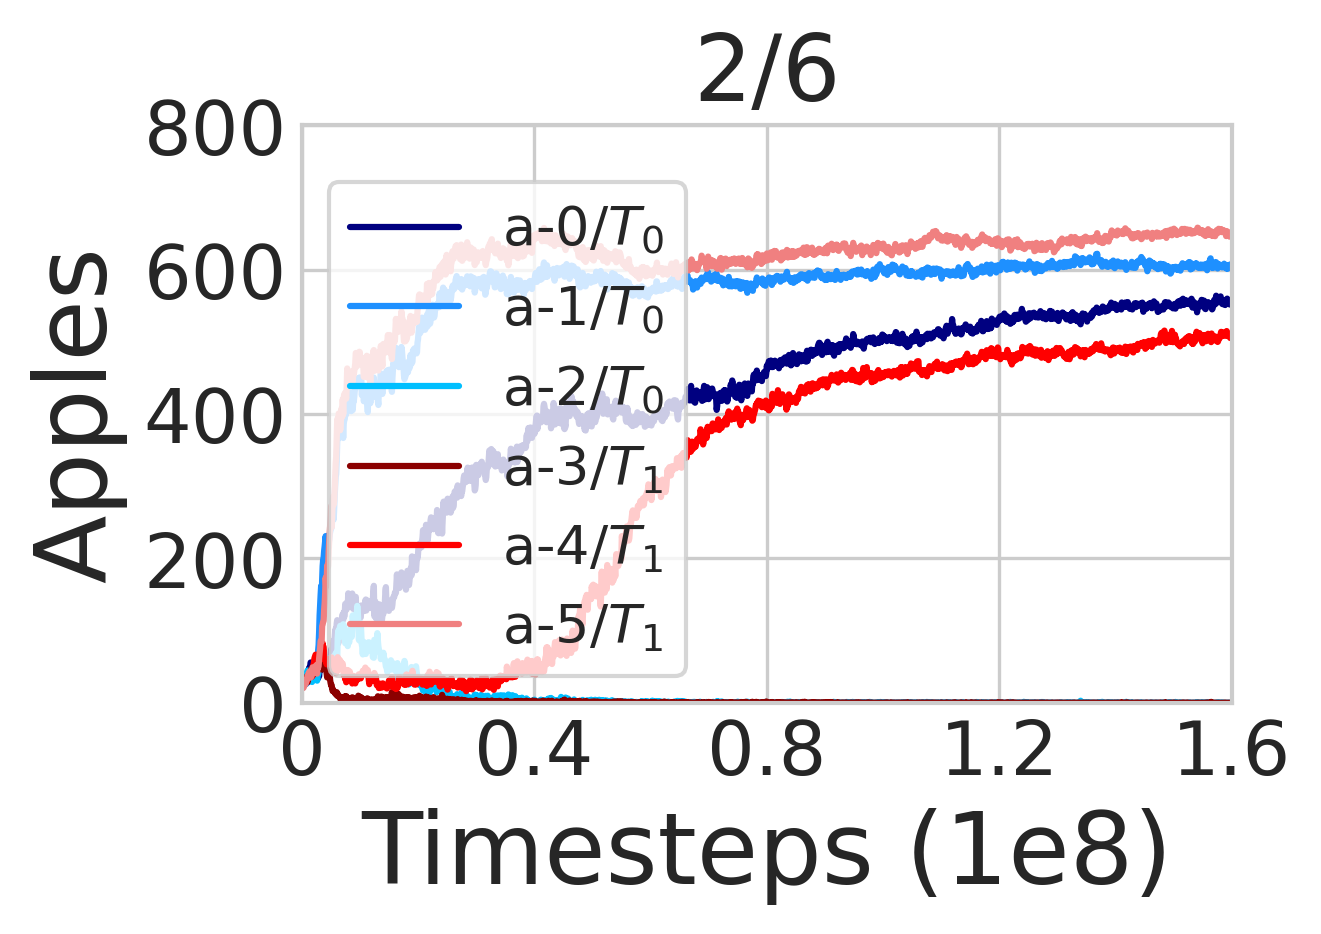 2/6
800
600
400
200
0
Apples
a-0/T₀
a-1/T₀
a-2/T₀
a-3/T₁
a-4/T₁
a-5/T₁
0 0.4 0.8 1.2 1.6
Timesteps (1e8)